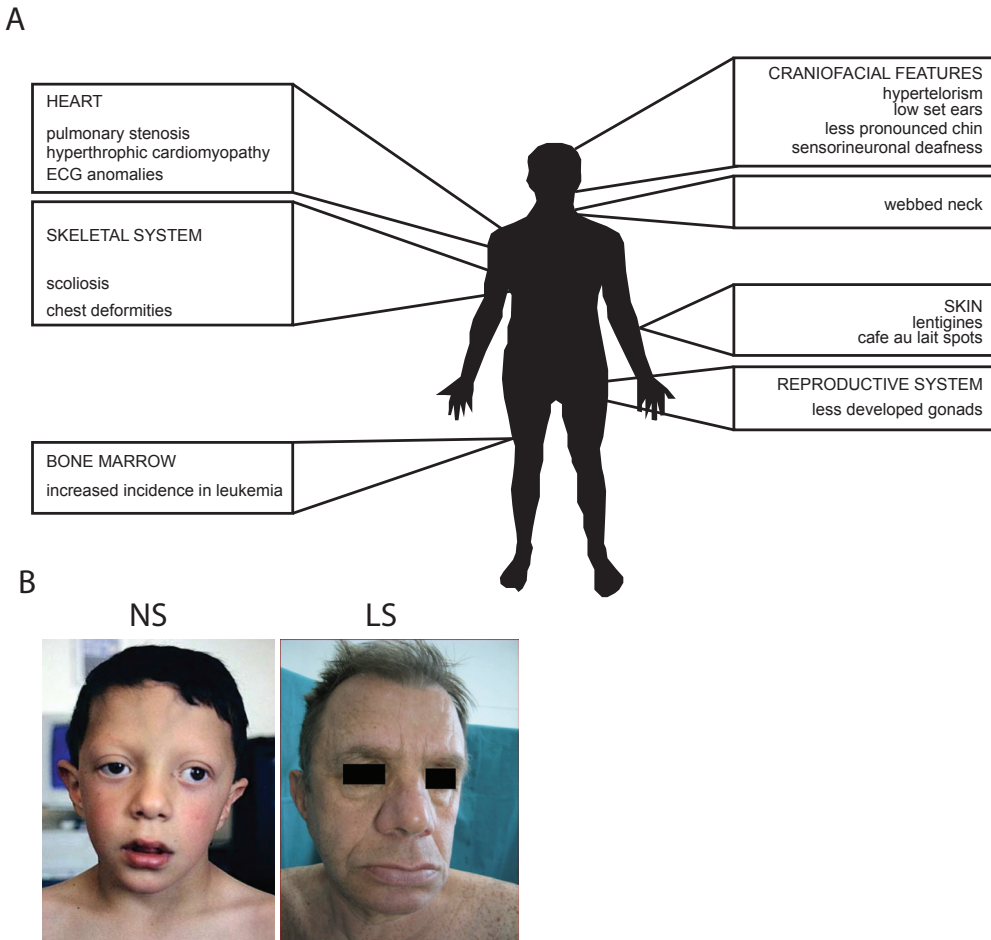 A
HEART
pulmonary stenosis
hyperthrophic cardiomyopathy
ECG anomalies
SKELETAL SYSTEM
scoliosis
chest deformities
BONE MARROW
increased incidence in leukemia
CRANIOFACIAL FEATURES
hypertelorism
low set ears
less pronounced chin
sensorineuronal deafness
webbed neck
SKIN
lentigines
cafe au lait spots
REPRODUCTIVE SYSTEM
less developed gonads
B
NS
LS